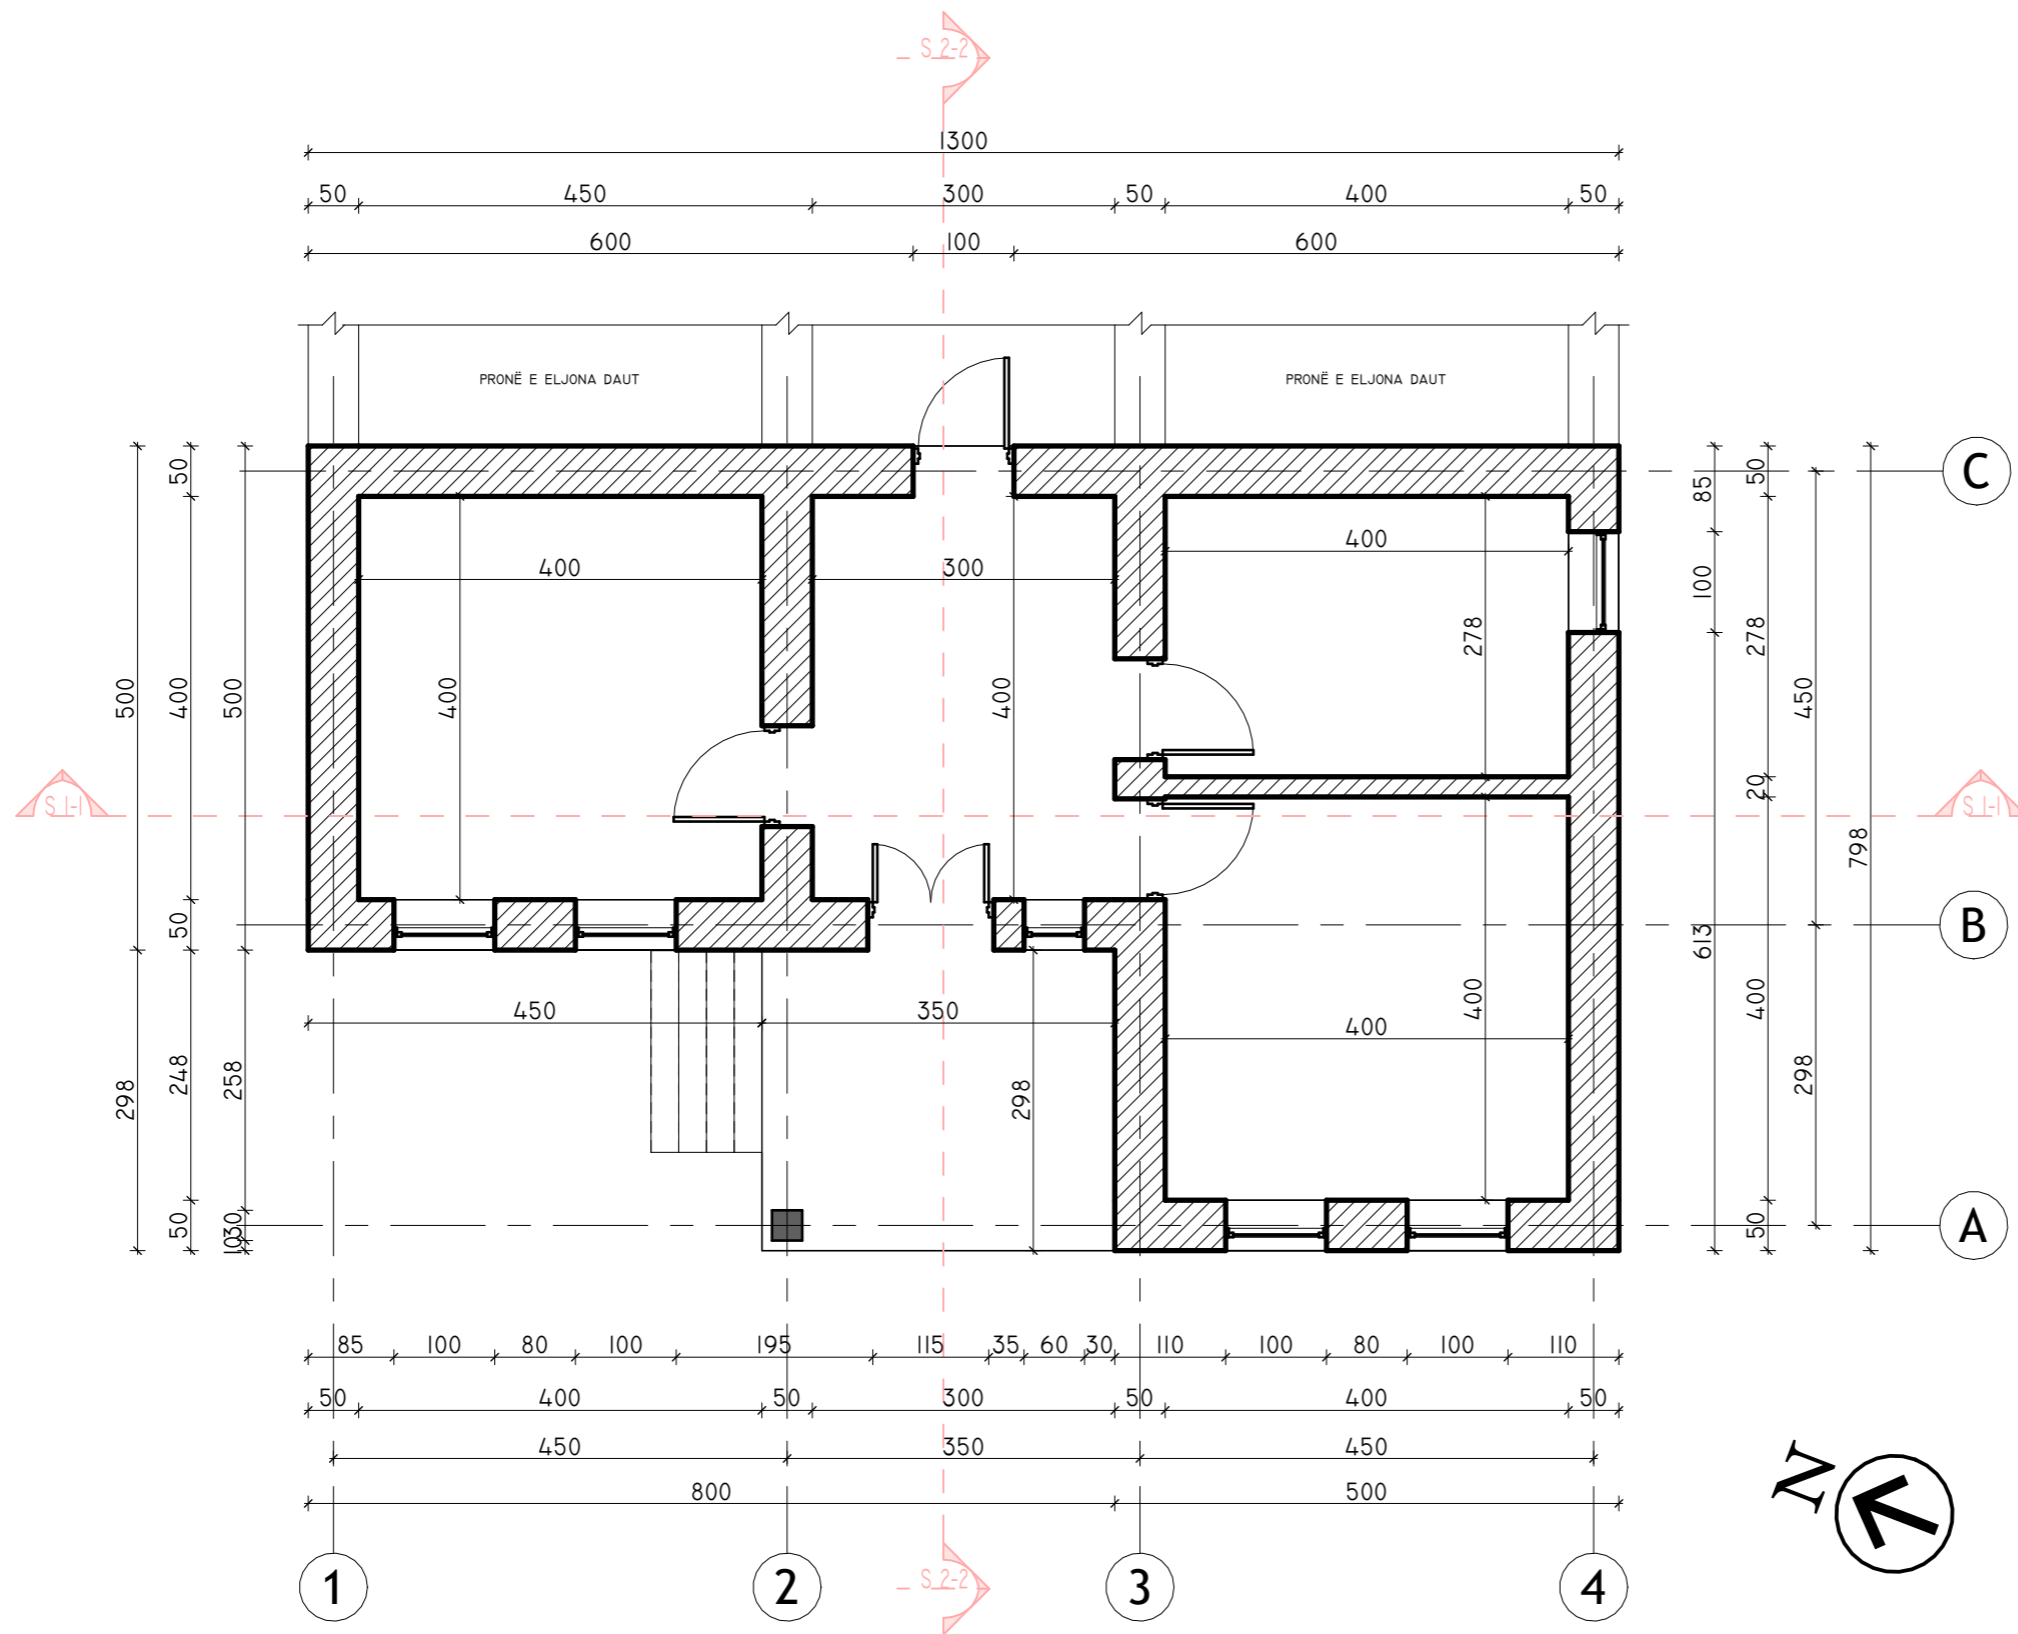 S 2-2
1300
50 450 300 50 400 50
600 100 600
PRONË E ELJONA DAUT PRONË E ELJONA DAUT
C
50 85 50
400 300 400
100
278 278
500 400 500 400 400 450
20
S 1-1 S 1-1
798
50 B
613
450 350 400 400 400
298 248 258 298 298
50 30 10 50 A
85 100 80 100 195 115 35 60 30 110 100 80 100 110
50 400 50 300 50 400 50
450 350 450
N
800 500
S 2-2
1 2 3 4